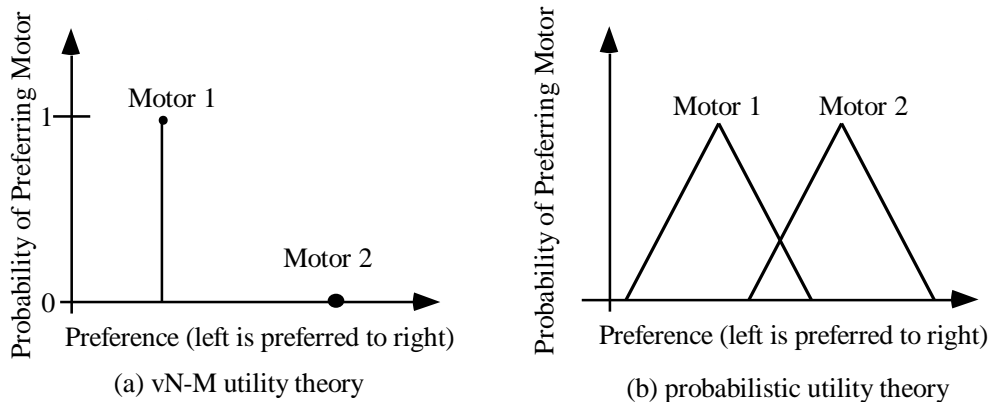 Probability of Preferring Motor
1
0
Motor 1
Motor 2
Preference (left is preferred to right)
(a) vN-M utility theory
Probability of Preferring Motor
Motor 1
Motor 2
Preference (left is preferred to right)
(b) probabilistic utility theory